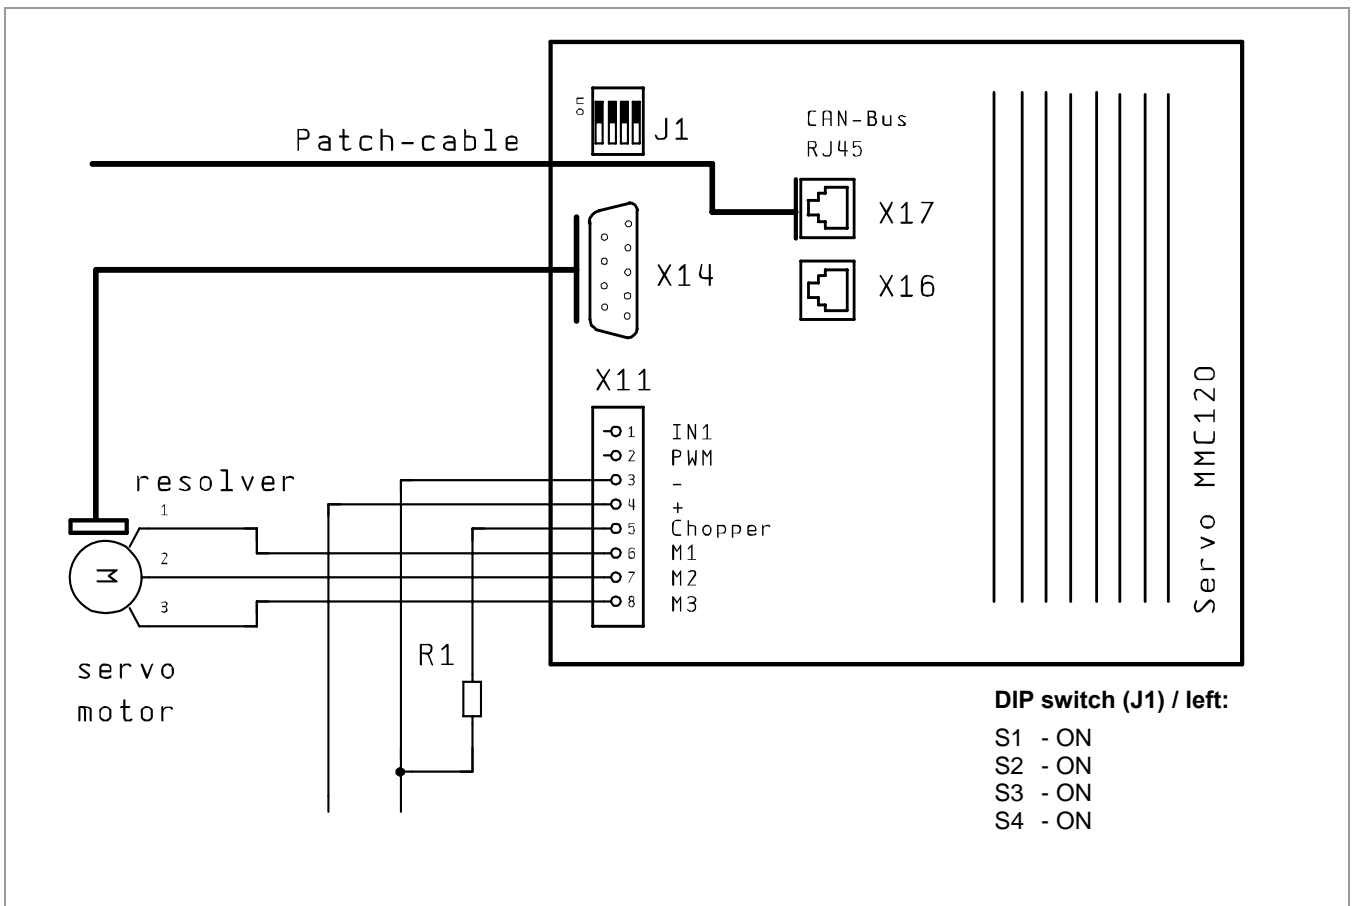 on
J1
Patch-cable
CAN-Bus
RJ45
X17
X14
X16
X11
1 IN1
2 PWM
3 -
4 +
5 Chopper
6 M1
7 M2
8 M3
resolver
1
2
3
M
servo
motor
R1
Servo MMC120
DIP switch (J1) / left:
S1 - ON
S2 - ON
S3 - ON
S4 - ON